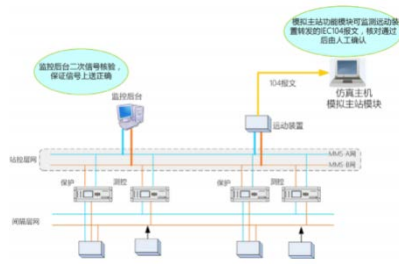 模拟主站功能模块可监测远动装
置转发的IEC104报文，核对通过
后由人工确认
监控后台二次信号核验，
保证信号上送正确
监控后台
104报文
仿真主机
模拟主站模块
远动装置
站控层网
MMS A网
MMS B网
保护
测控
保护
测控
间隔层网